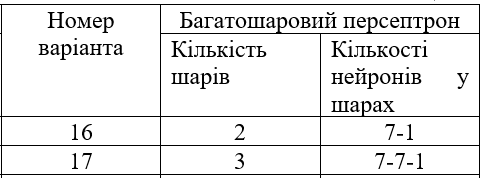 Номер варіанта
Багатошаровий персептрон
Кількість шарів
Кількості нейронів у шарах
16 2 7-1
17 3 7-7-1